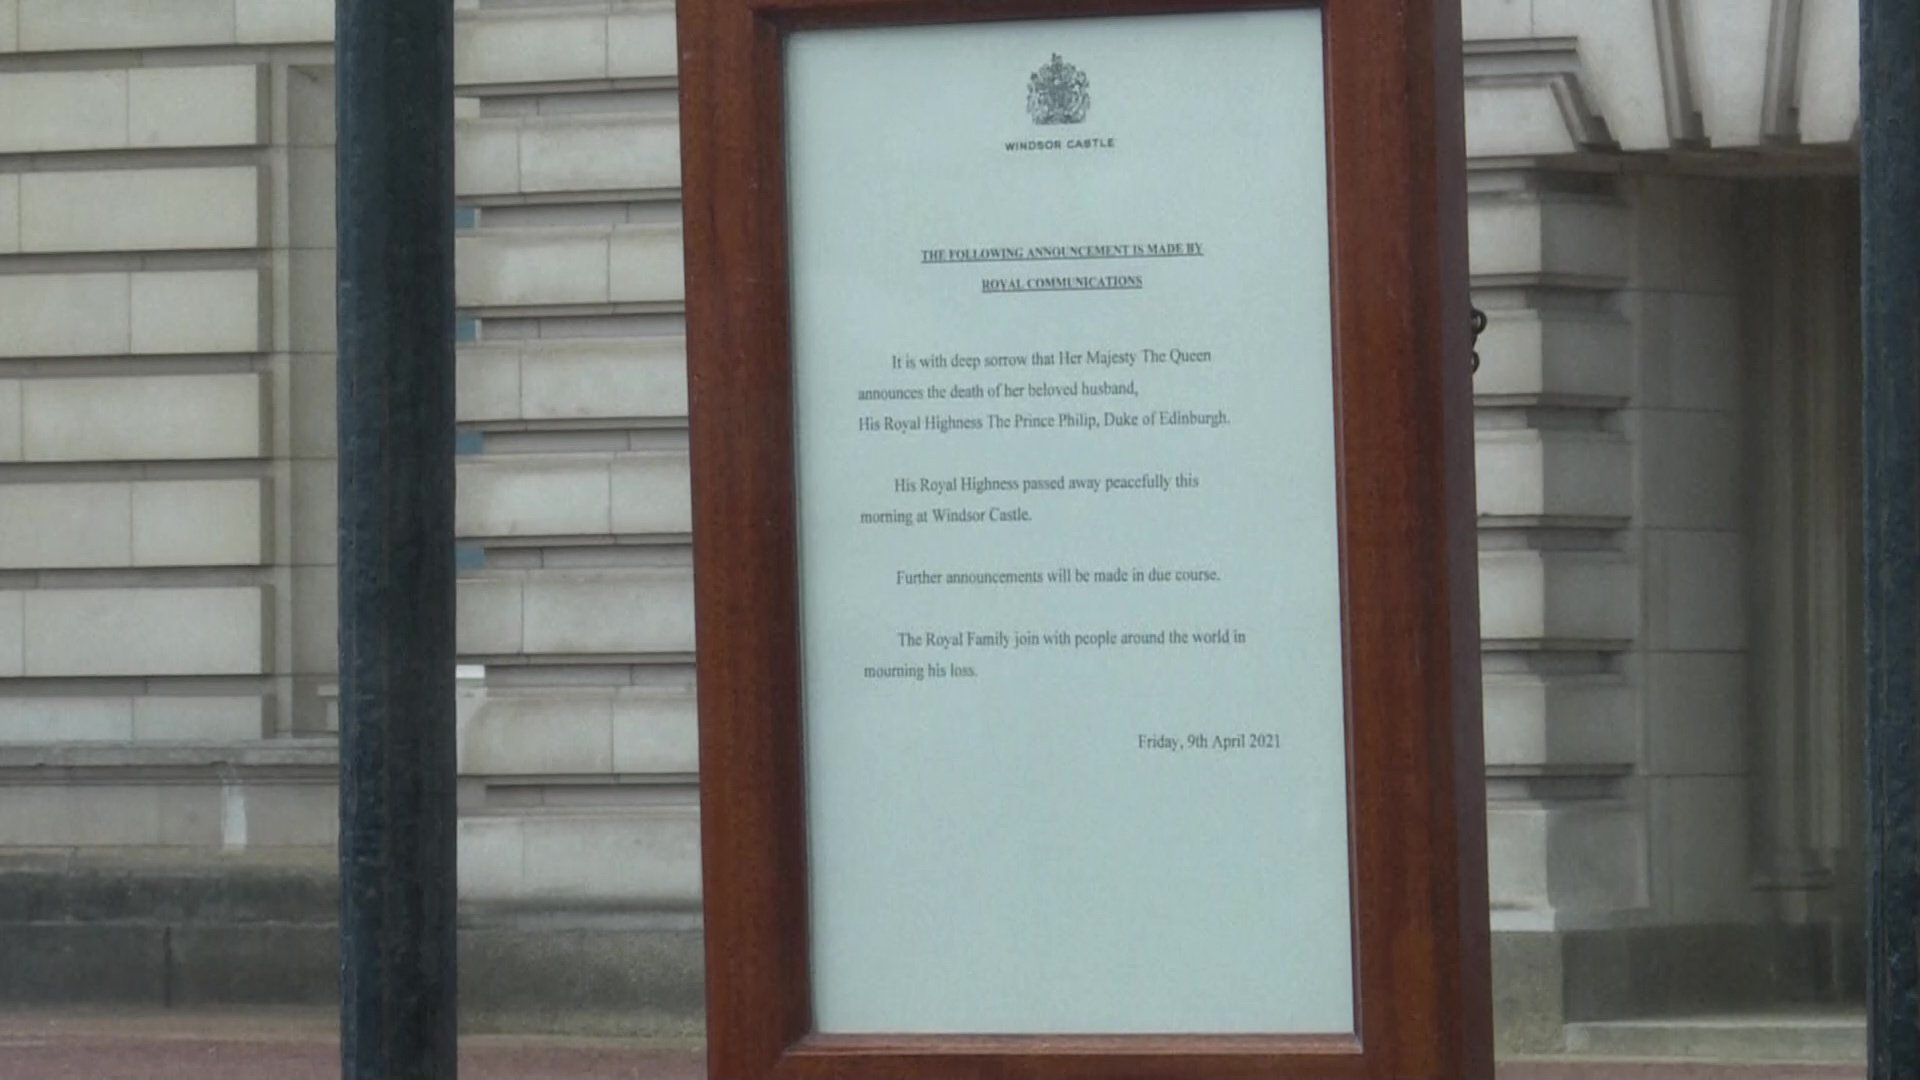 WINDSOR CASTLE
THE FOLLOWING ANNOUNCEMENT IS MADE BY
ROYAL COMMUNICATIONS
It is with deep sorrow that Her Majesty The Queen
announces the death of her beloved husband,
His Royal Highness The Prince Philip, Duke of Edinburgh.
His Royal Highness passed away peacefully this
morning at Windsor Castle.
Further announcements will be made in due course.
The Royal Family join with people around the world in
mourning his loss.
Friday, 9th April 2021